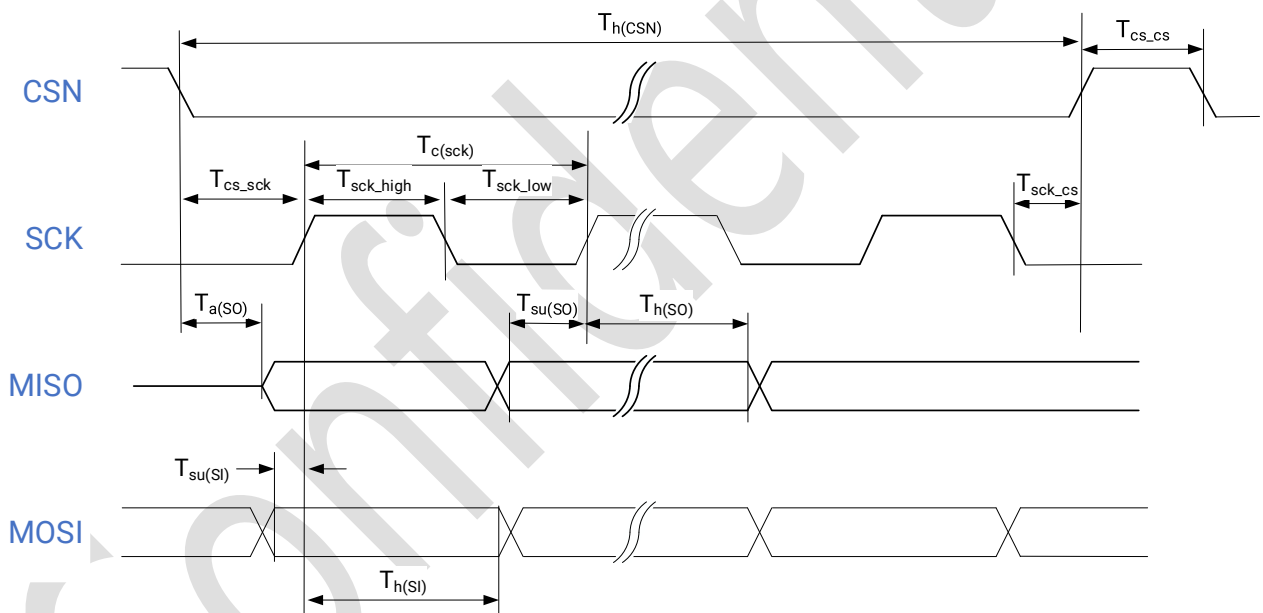 T_h(CSN)
T_cs_cs
CSN
T_c(sck)
T_cs_sck T_sck_high T_sck_low T_sck_cs
SCK
T_a(SO) T_su(SO) T_h(SO)
MISO
T_su(SI)
MOSI
T_h(SI)
Confident